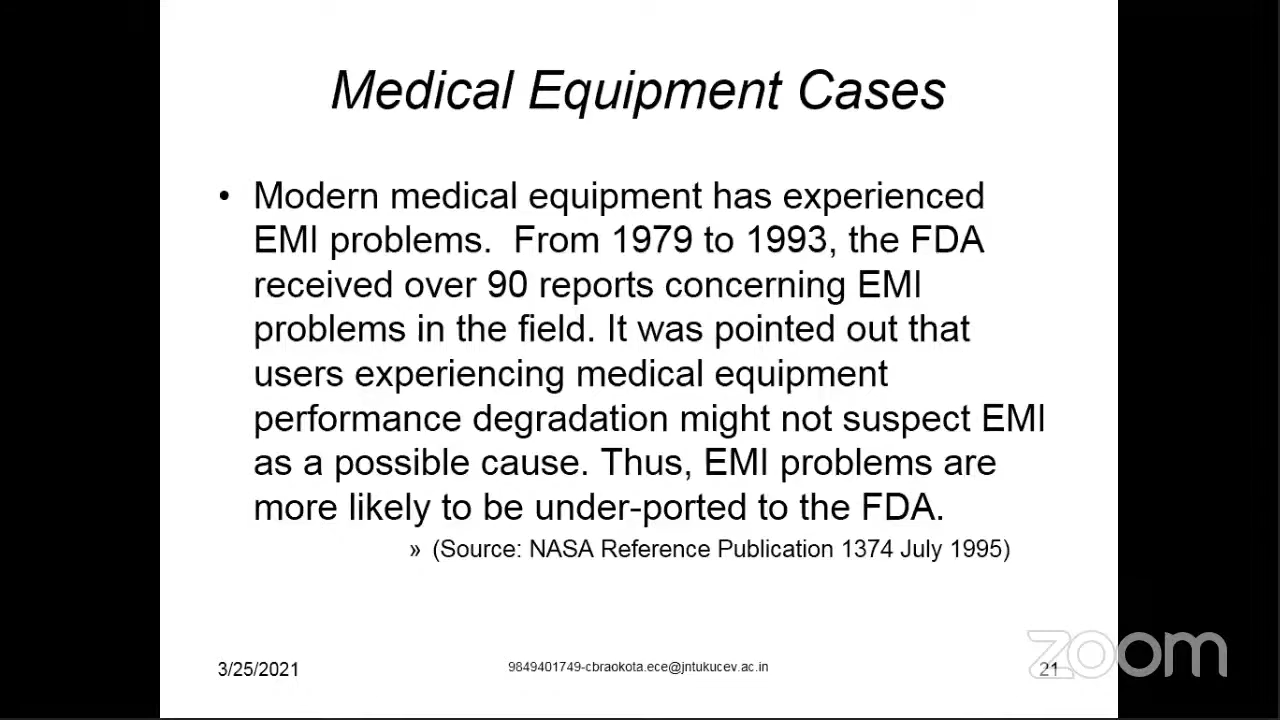 Medical Equipment Cases
• Modern medical equipment has experienced
EMI problems.  From 1979 to 1993, the FDA
received over 90 reports concerning EMI
problems in the field. It was pointed out that
users experiencing medical equipment
performance degradation might not suspect EMI
as a possible cause. Thus, EMI problems are
more likely to be under-ported to the FDA.
» (Source: NASA Reference Publication 1374 July 1995)
3/25/2021
9849401749-cbraokota.ece@jntukucev.ac.in
21
zoom